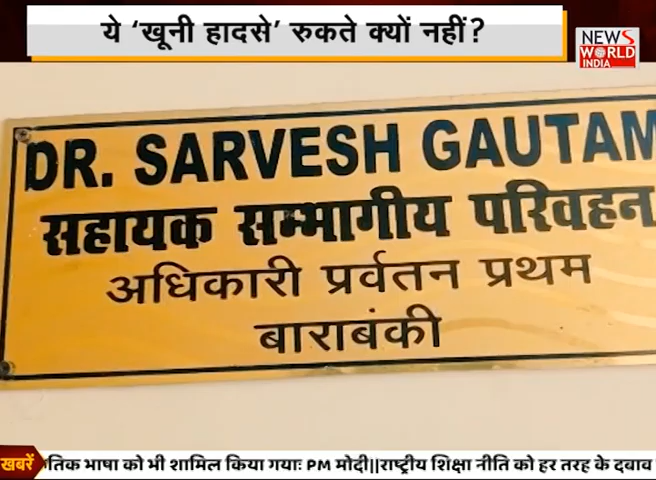 ये ‘खूनी हादसे’ रुकते क्यों नहीं?
NEWS
WORLD
INDIA
DR. SARVESH GAUTAM
सहायक सम्भागीय परिवहन
अधिकारी प्रर्वतन प्रथम
बाराबंकी
खबरें
तिक भाषा को भी शामिल किया गयाः PM मोदी||राष्ट्रीय शिक्षा नीति को हर तरह के दबाव